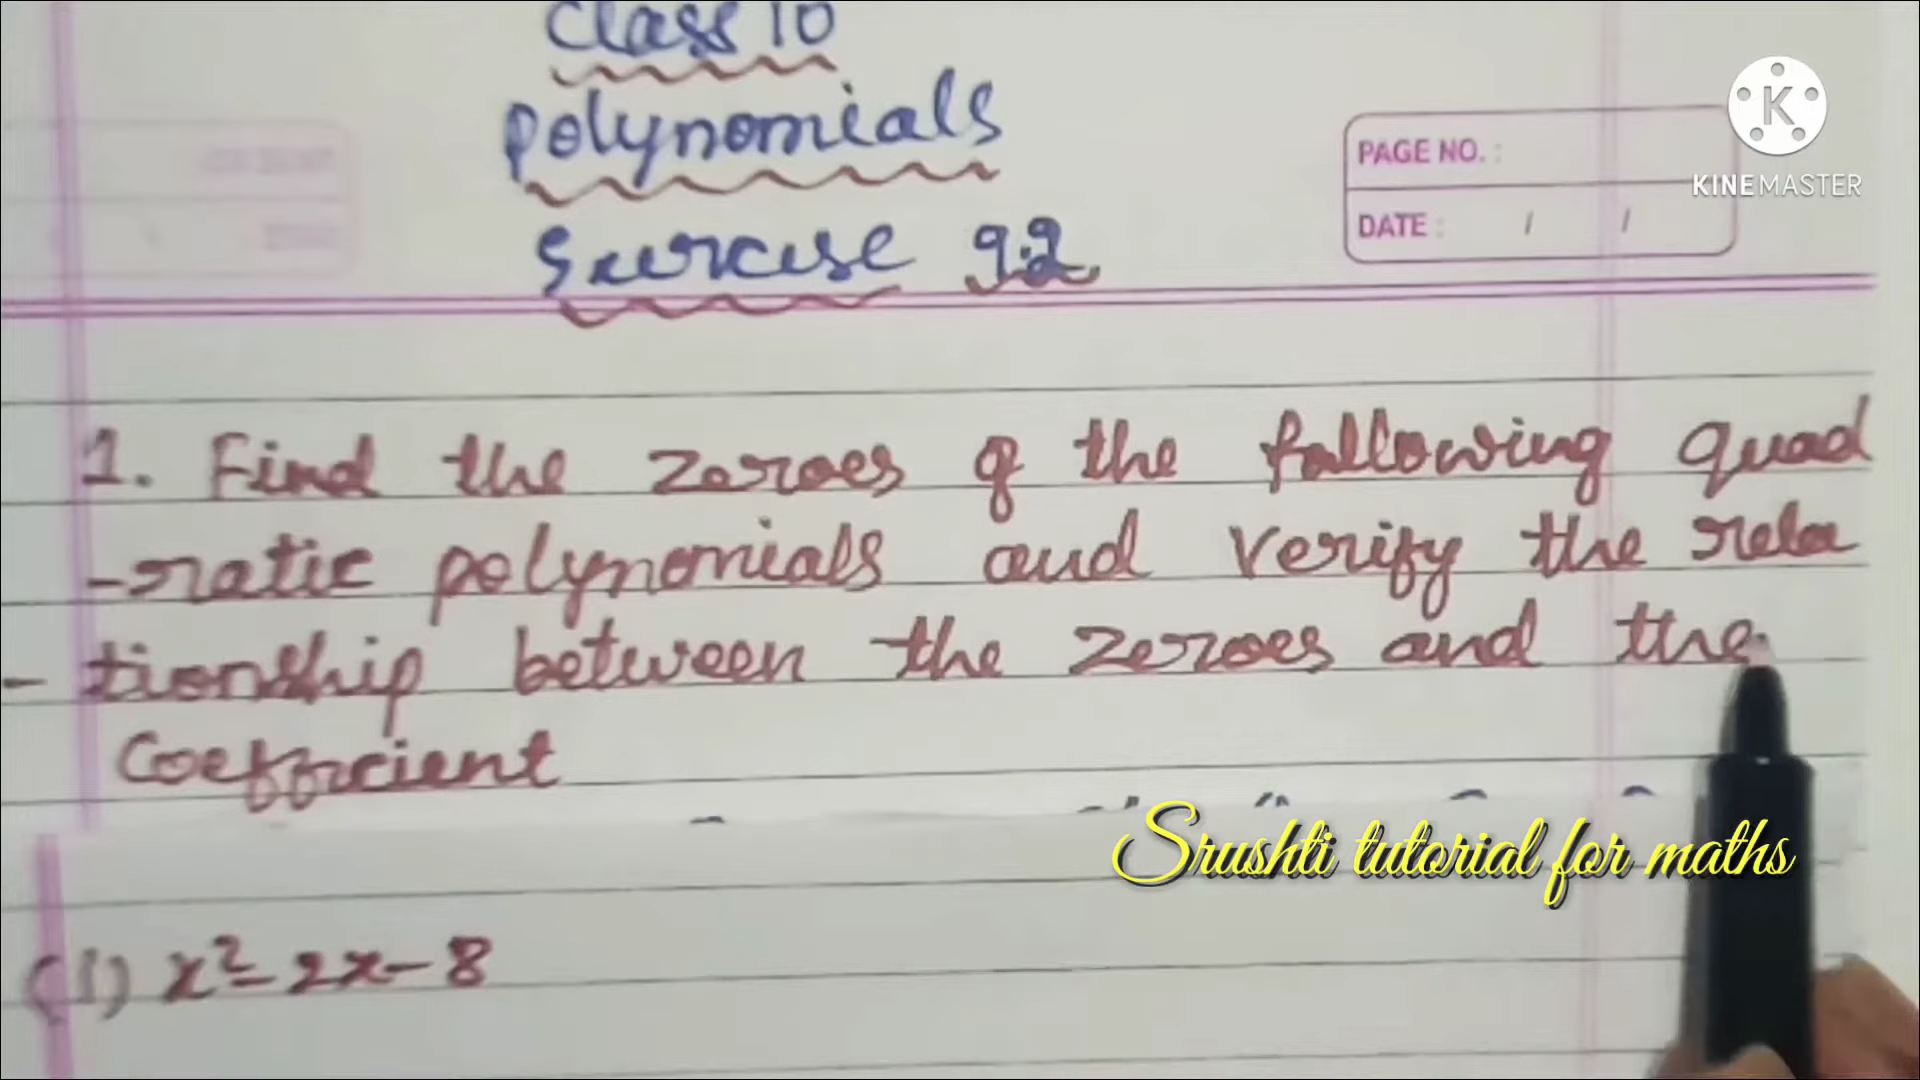 Class 10
Polynomials
Exercise 9.2
PAGE NO. :
DATE : / /
K
KINEMASTER
1. Find the zeroes of the following quad
-ratic polynomials and verify the rela
- tionship between the zeroes and the
Coefficient
Srushti tutorial for maths
(i) x² - 2x - 8